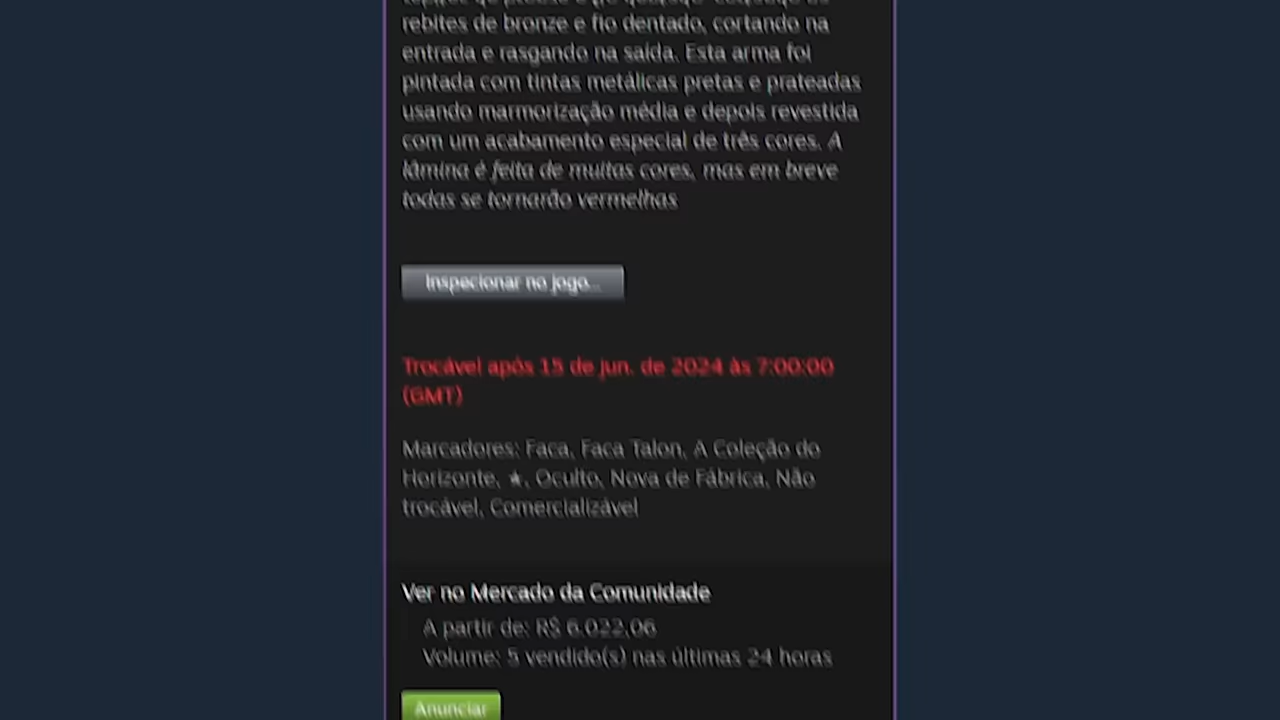 rebites de bronze e fio dentado, cortando na
entrada e rasgando na saída. Esta arma foi
pintada com tintas metálicas pretas e prateadas
usando marmorização média e depois revestida
com um acabamento especial de três cores. A
lâmina é feita de muitas cores, mas em breve
todas se tornarão vermelhas
Inspecionar no jogo...
Trocável após 15 de jun. de 2024 às 7:00:00
(GMT)
Marcadores: Faca, Faca Talon, A Coleção do
Horizonte, ★, Oculto, Nova de Fábrica, Não
trocável, Comercializável
Ver no Mercado da Comunidade
A partir de: R$ 6.022,06
Volume: 5 vendido(s) nas últimas 24 horas
Anunciar